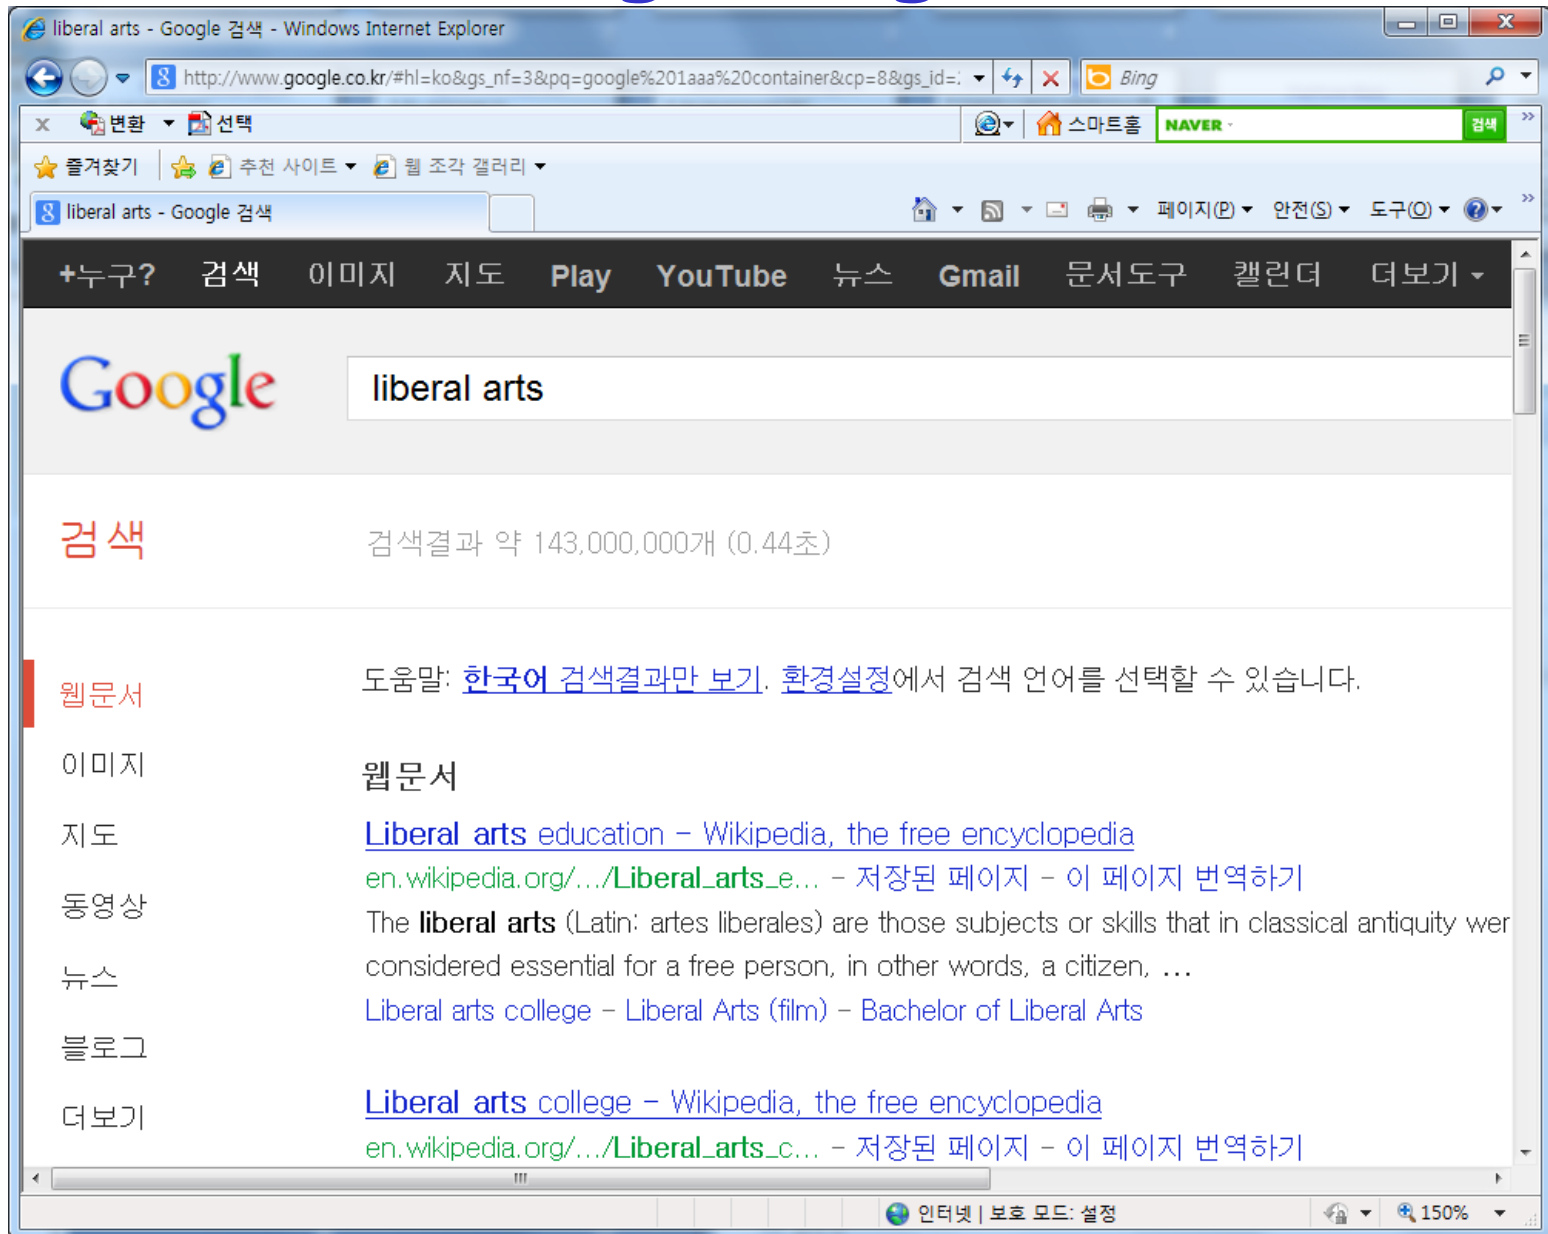 liberal arts - Google 검색 - Windows Internet Explorer
http://www.google.co.kr/#hl=ko&gs_nf=3&pq=google%201aaa%20container&cp=8&gs_id=
Bing
변환 선택 스마트홈 NAVER 검색
즐겨찾기 추천 사이트 웹 조각 갤러리
liberal arts - Google 검색 페이지(P) 안전(S) 도구(O)
+누구? 검색 이미지 지도 Play YouTube 뉴스 Gmail 문서도구 캘린더 더보기
Google liberal arts
검색 검색결과 약 143,000,000개 (0.44초)
도움말: 한국어 검색결과만 보기. 환경설정에서 검색 언어를 선택할 수 있습니다.
웹문서
이미지
지도
동영상
뉴스
블로그
더보기
웹문서
Liberal arts education - Wikipedia, the free encyclopedia
en.wikipedia.org/.../Liberal_arts_e... - 저장된 페이지 - 이 페이지 번역하기
The liberal arts (Latin: artes liberales) are those subjects or skills that in classical antiquity wer
considered essential for a free person, in other words, a citizen, ...
Liberal arts college - Liberal Arts (film) - Bachelor of Liberal Arts
Liberal arts college - Wikipedia, the free encyclopedia
en.wikipedia.org/.../Liberal_arts_c... - 저장된 페이지 - 이 페이지 번역하기
인터넷 | 보호 모드: 설정 150%